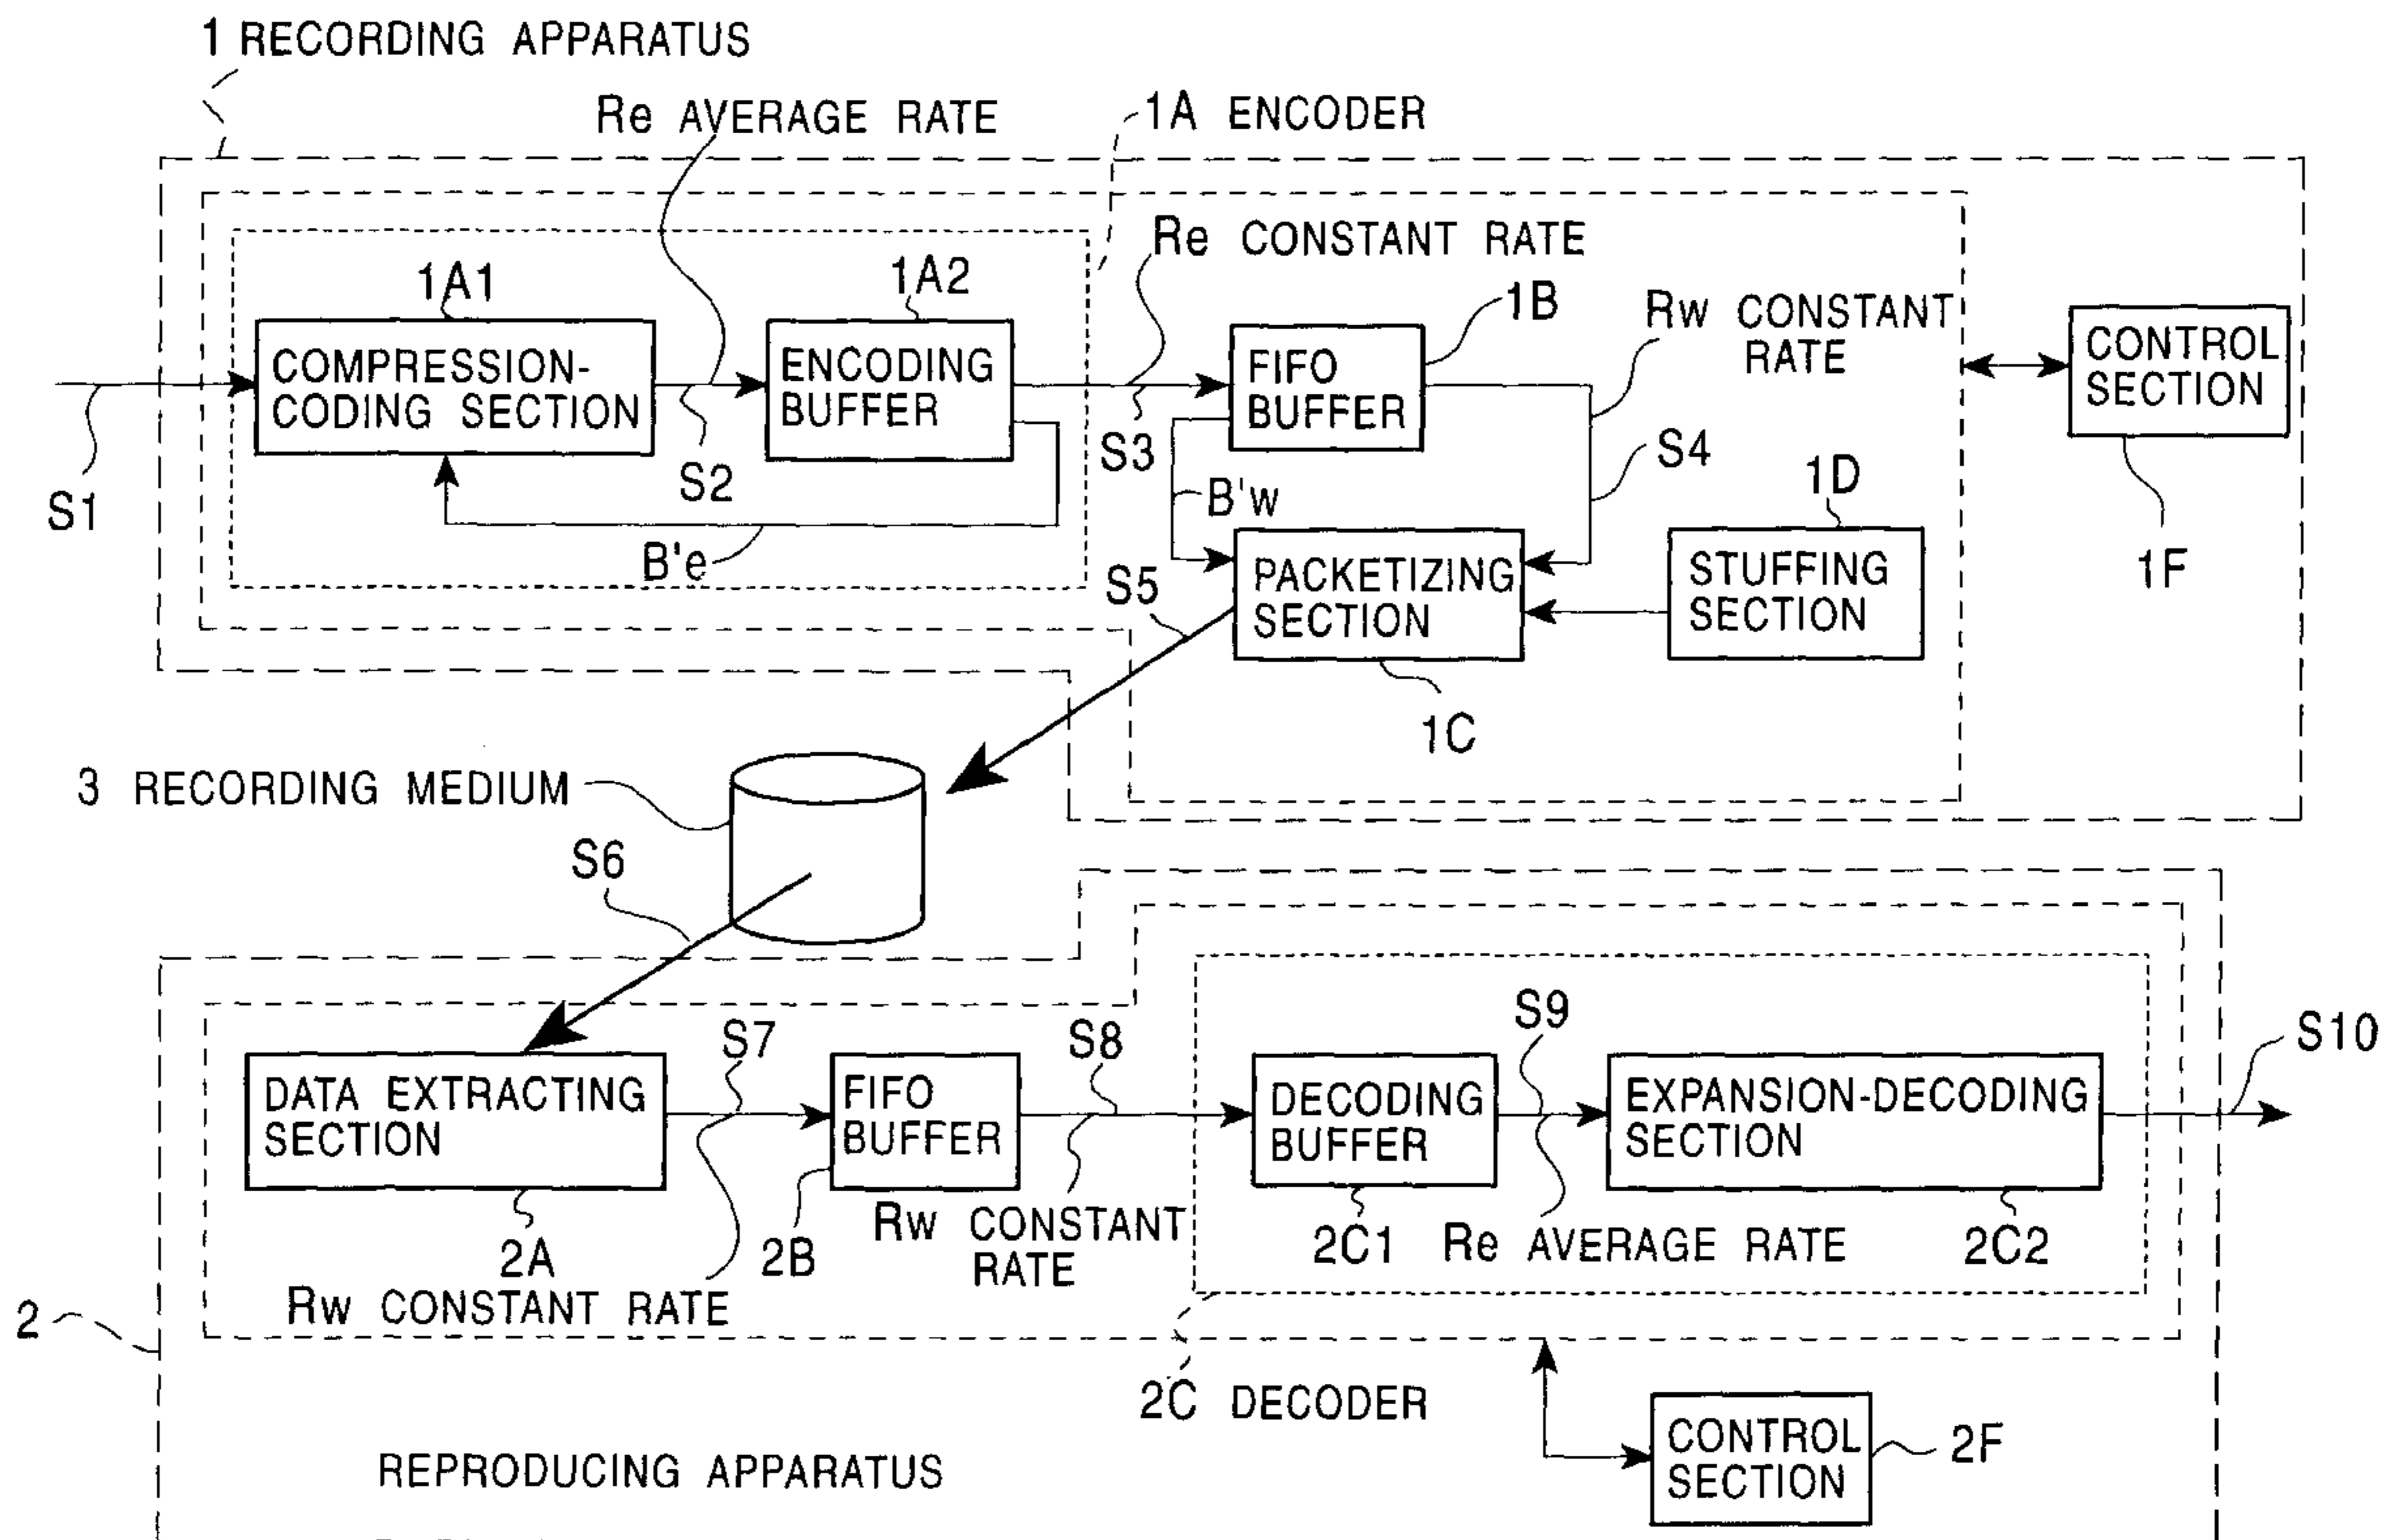 1 RECORDING APPARATUS
Re AVERAGE RATE
1A ENCODER
Re CONSTANT RATE
1A1
1A2
1B
Rw CONSTANT
RATE
COMPRESSION-
CODING SECTION
ENCODING
BUFFER
FIFO
BUFFER
CONTROL
SECTION
S1
S2
S3
S4
B'w
B'e
1D
1F
S5
PACKETIZING
SECTION
STUFFING
SECTION
1C
3 RECORDING MEDIUM
S6
S7
S8
S9
S10
DATA EXTRACTING
SECTION
FIFO
BUFFER
DECODING
BUFFER
EXPANSION-DECODING
SECTION
2A
2B
Rw CONSTANT
RATE
2C1
Re AVERAGE RATE
2C2
Rw CONSTANT RATE
2
2C DECODER
CONTROL
SECTION
2F
REPRODUCING APPARATUS